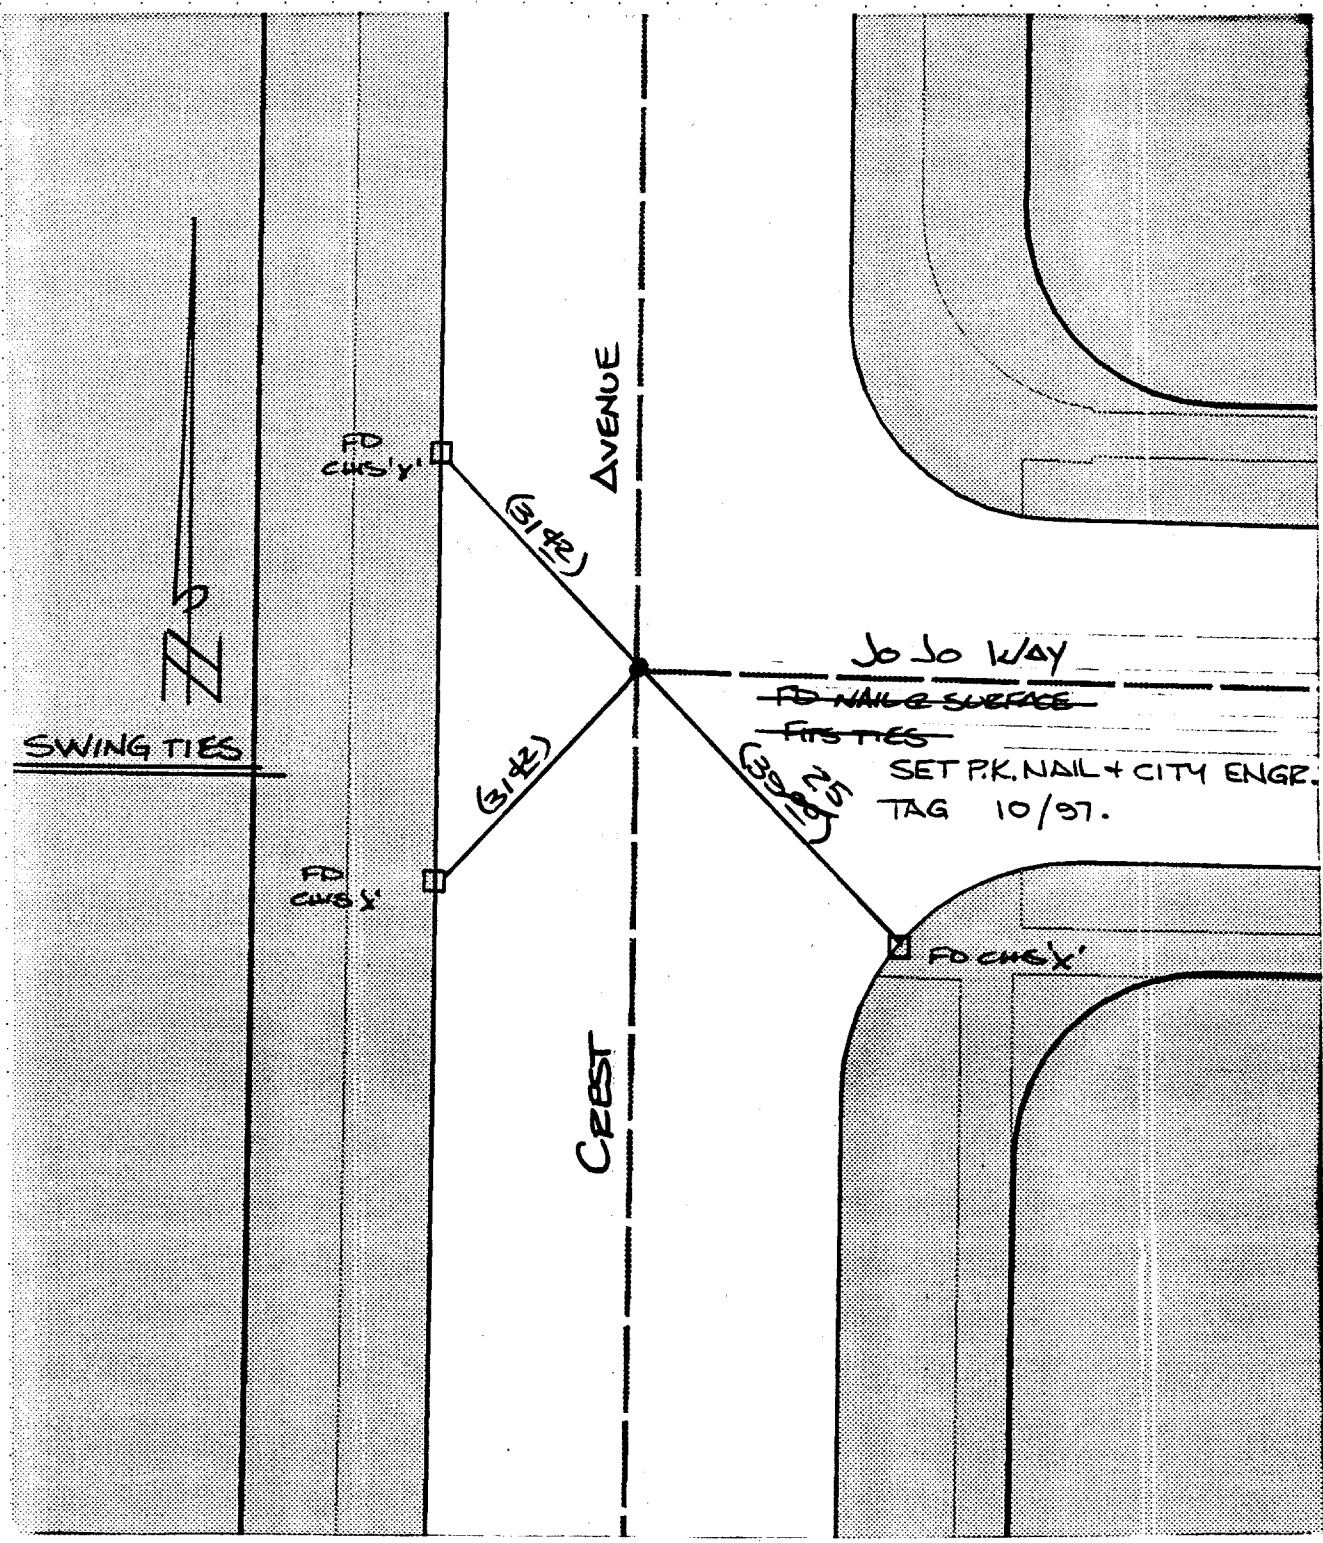 AVENUE
FD
CHS 'X'
(31 42)
JO JO WAY
FD NAIL @ SURFACE
FITS TIES
SWING TIES
(31 42)
25
SET P.K. NAIL + CITY ENGR.
TAG 10/97.
FD
CHS 'X'
FD CHS 'X'
CREST
N